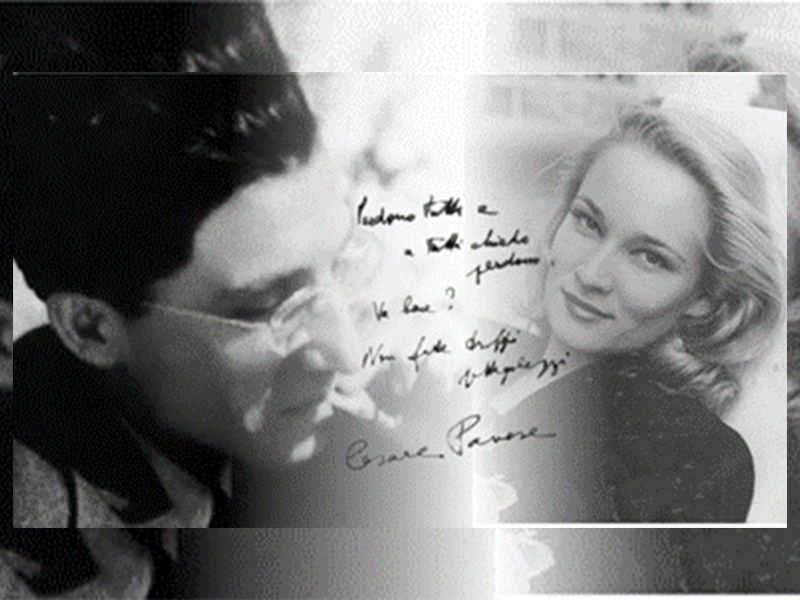 Perdono tutti e
a tutti chiedo
perdono.
Va bene?
Non fate troppi
pettegolezzi
Cesare Pavese